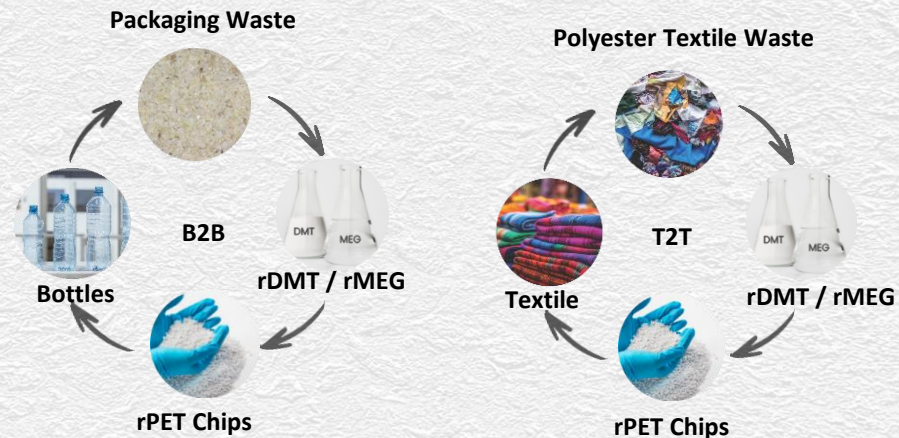 Packaging Waste
B2B
DMT
MEG
rDMT / rMEG
Bottles
rPET Chips
Polyester Textile Waste
T2T
DMT
MEG
rDMT / rMEG
Textile
rPET Chips